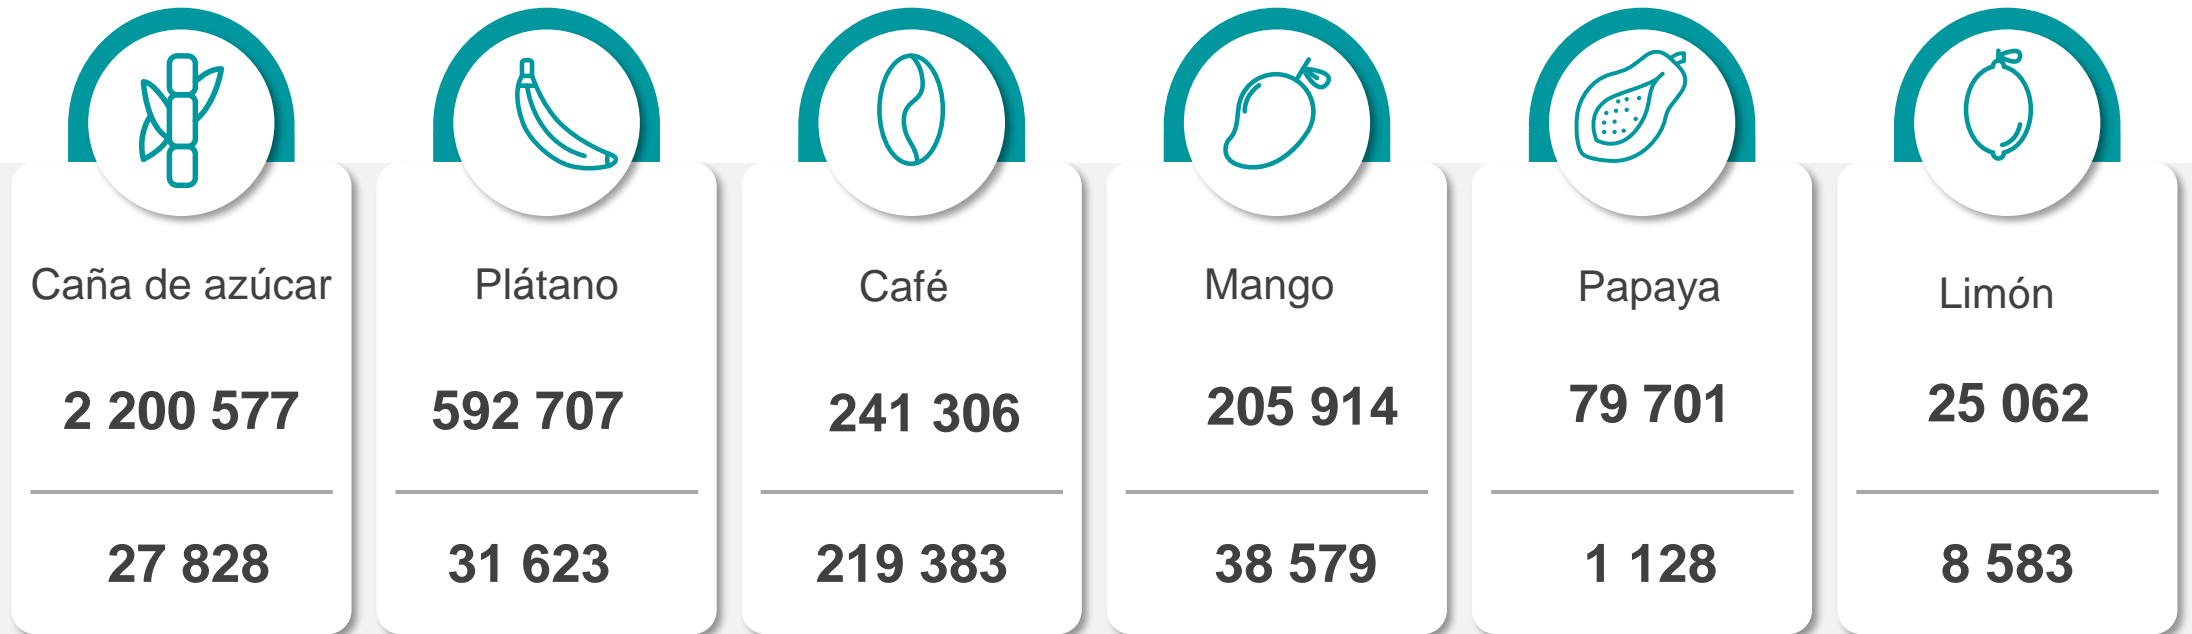 Caña de azúcar
2 200 577
27 828
Plátano
592 707
31 623
Café
241 306
219 383
Mango
205 914
38 579
Papaya
79 701
1 128
Limón
25 062
8 583